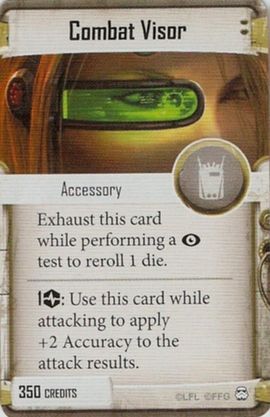 Combat Visor
Accessory
Exhaust this card
while performing a
test to reroll 1 die.
1 : Use this card while
attacking to apply
+2 Accuracy to the
attack results.
350 CREDITS
©LFL ©FFG